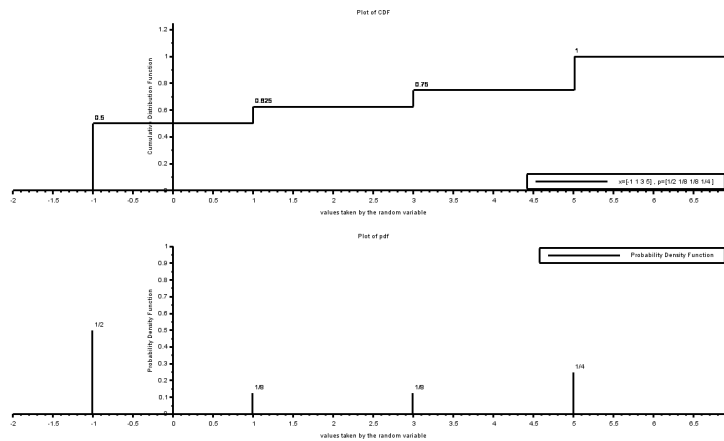 Plot of CDF
Cumulative Distribution Function
1.2
1
0.8
0.6
0.4
0.2
0
0.5
0.625
0.75
1
x=[-1 1 3 5] , p=[1/2 1/8 1/8 1/4 ]
-2 -1.5 -1 -0.5 0 0.5 1 1.5 2 2.5 3 3.5 4 4.5 5 5.5 6 6.5
values taken by the random variable
Plot of pdf
Probability Density Function
Probability Density Function
1
0.9
0.8
0.7
0.6
0.5
0.4
0.3
0.2
0.1
0
1/2
1/8
1/8
1/4
-2 -1.5 -1 -0.5 0 0.5 1 1.5 2 2.5 3 3.5 4 4.5 5 5.5 6 6.5
values taken by the random variable